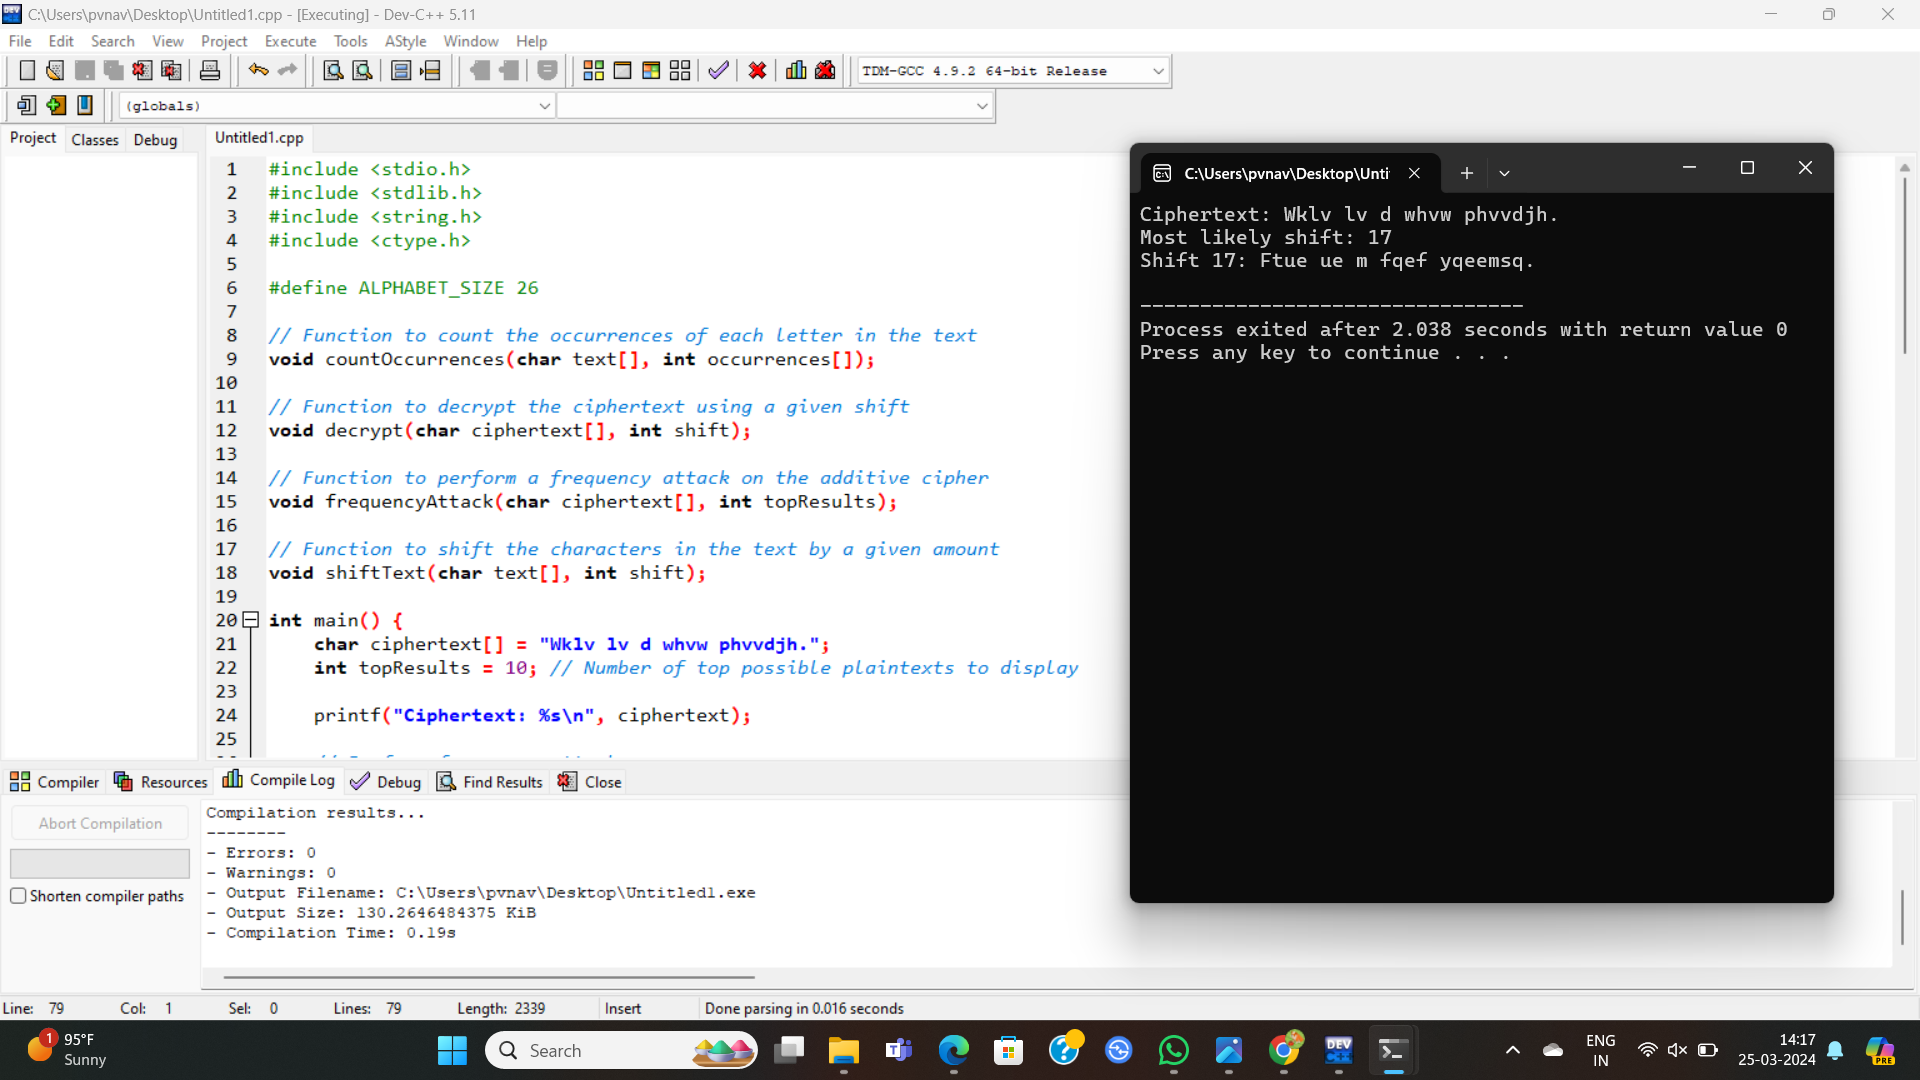 C:\Users\pvnav\Desktop\Untitled1.cpp - [Executing] - Dev-C++ 5.11
File Edit Search View Project Execute Tools AStyle Window Help
TDM-GCC 4.9.2 64-bit Release
(globals)
Project Classes Debug
Untitled1.cpp
1 #include <stdio.h>
2 #include <stdlib.h>
3 #include <string.h>
4 #include <ctype.h>
5
6 #define ALPHABET_SIZE 26
7
8 // Function to count the occurrences of each letter in the text
9 void countOccurrences(char text[], int occurrences[]);
10
11 // Function to decrypt the ciphertext using a given shift
12 void decrypt(char ciphertext[], int shift);
13
14 // Function to perform a frequency attack on the additive cipher
15 void frequencyAttack(char ciphertext[], int topResults);
16
17 // Function to shift the characters in the text by a given amount
18 void shiftText(char text[], int shift);
19
20 int main() {
21 char ciphertext[] = "Wklv lv d whvw phvvdjh.";
22 int topResults = 10; // Number of top possible plaintexts to display
23
24 printf("Ciphertext: %s\n", ciphertext);
25
C:\Users\pvnav\Desktop\Unti
Ciphertext: Wklv lv d whvw phvvdjh.
Most likely shift: 17
Shift 17: Ftue ue m fqef yqeemsq.
--------------------------------
Process exited after 2.038 seconds with return value 0
Press any key to continue . . .
Compiler Resources Compile Log Debug Find Results Close
Abort Compilation
Shorten compiler paths
Compilation results...
--------
- Errors: 0
- Warnings: 0
- Output Filename: C:\Users\pvnav\Desktop\Untitled1.exe
- Output Size: 130.2646484375 KiB
- Compilation Time: 0.19s
Line: 79 Col: 1 Sel: 0 Lines: 79 Length: 2339 Insert Done parsing in 0.016 seconds
1
95°F
Sunny
Search
DEV
ENG
IN
14:17
25-03-2024
PRE